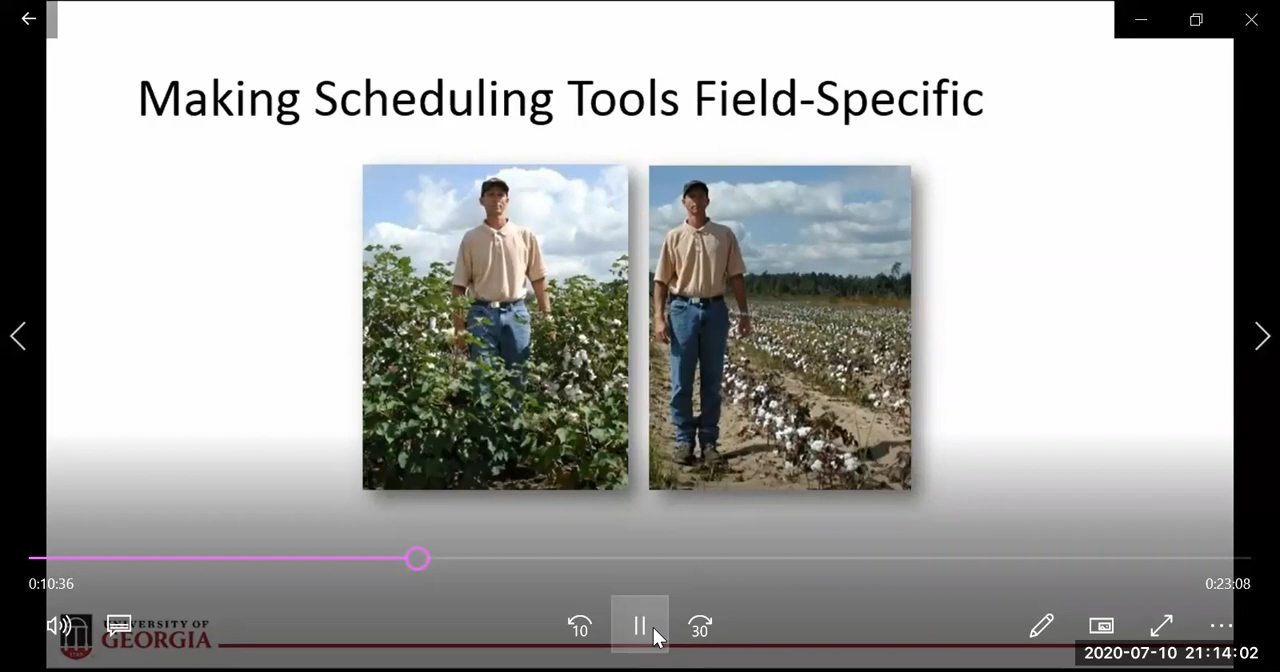 Making Scheduling Tools Field-Specific
0:10:36
0:23:08
UNIVERSITY OF
GEORGIA
1785
10
30
2020-07-10 21:14:02